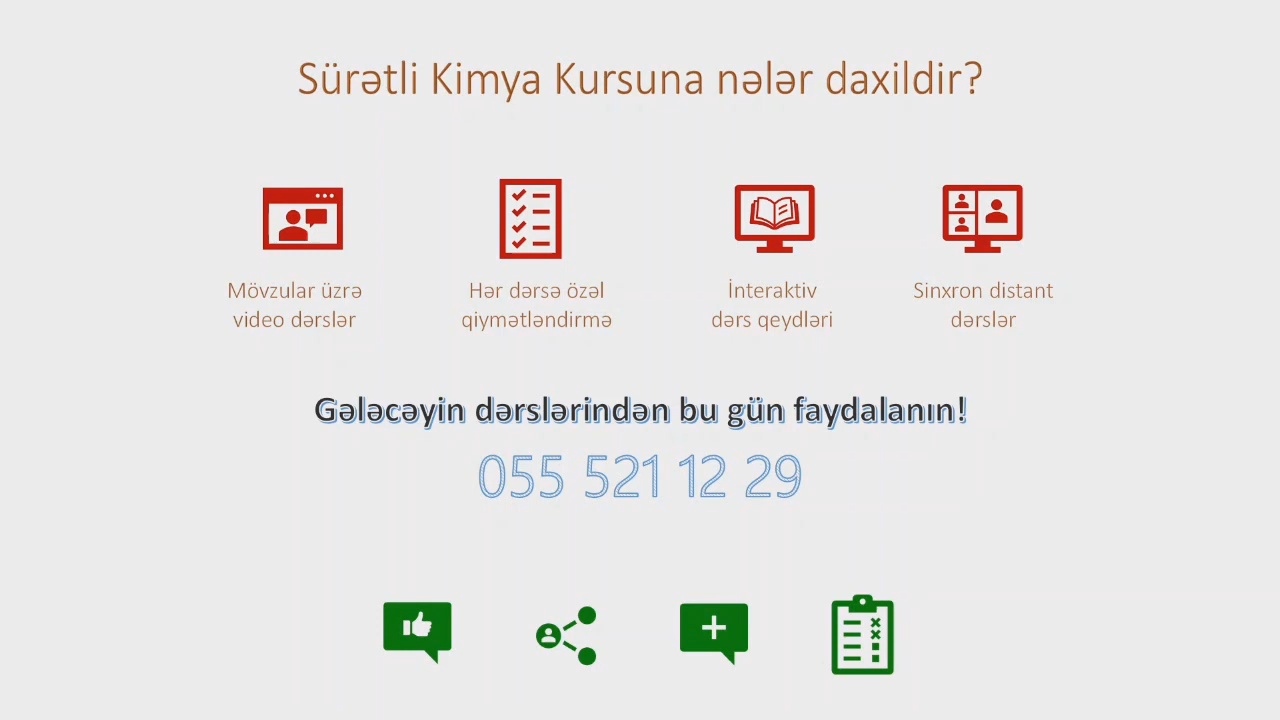 Sürətli Kimya Kursuna nələr daxildir?
Mövzular üzrə
video dərslər
Hər dərsə özəl
qiymətləndirmə
İnteraktiv
dərs qeydləri
Sinxron distant
dərslər
Gələcəyin dərslərindən bu gün faydalanın!
055 521 12 29